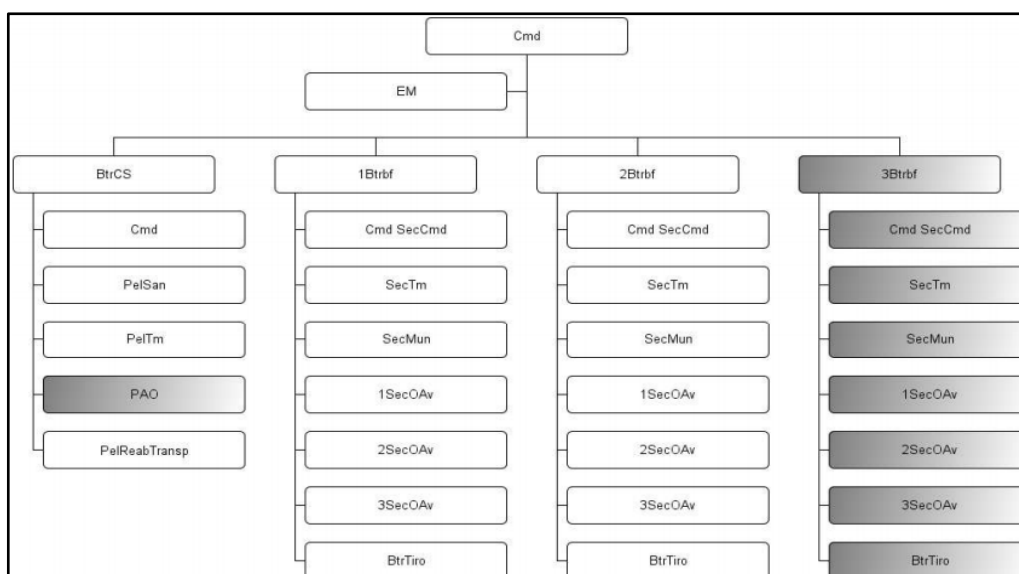 Cmd
EM
BtrCS
1Btrbf
2Btrbf
3Btrbf
Cmd
Cmd SecCmd
Cmd SecCmd
Cmd SecCmd
PelSan
SecTm
SecTm
SecTm
PelTm
SecMun
SecMun
SecMun
PAO
1SecOAv
1SecOAv
1SecOAv
PelReabTransp
2SecOAv
2SecOAv
2SecOAv
3SecOAv
3SecOAv
3SecOAv
BtrTiro
BtrTiro
BtrTiro